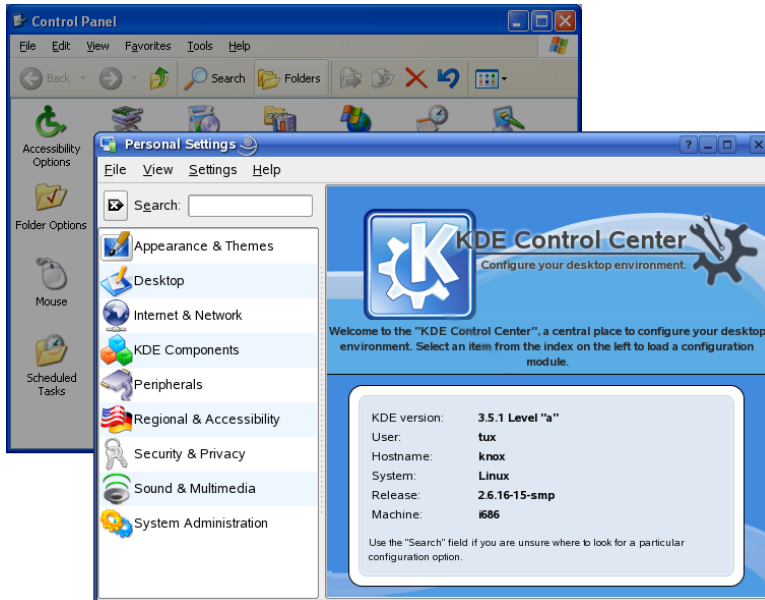 Control Panel
File Edit View Favorites Tools Help
Back Search Folders
Accessibility
Options
Folder Options
Mouse
Scheduled
Tasks
Personal Settings
File View Settings Help
Search:
Appearance & Themes
Desktop
Internet & Network
KDE Components
Peripherals
Regional & Accessibility
Security & Privacy
Sound & Multimedia
System Administration
KDE Control Center
Configure your desktop environment.
Welcome to the "KDE Control Center", a central place to configure your desktop
environment. Select an item from the index on the left to load a configuration
module.
KDE version: 3.5.1 Level "a"
User: tux
Hostname: knox
System: Linux
Release: 2.6.16-15-smp
Machine: i686
Use the "Search" field if you are unsure where to look for a particular
configuration option.